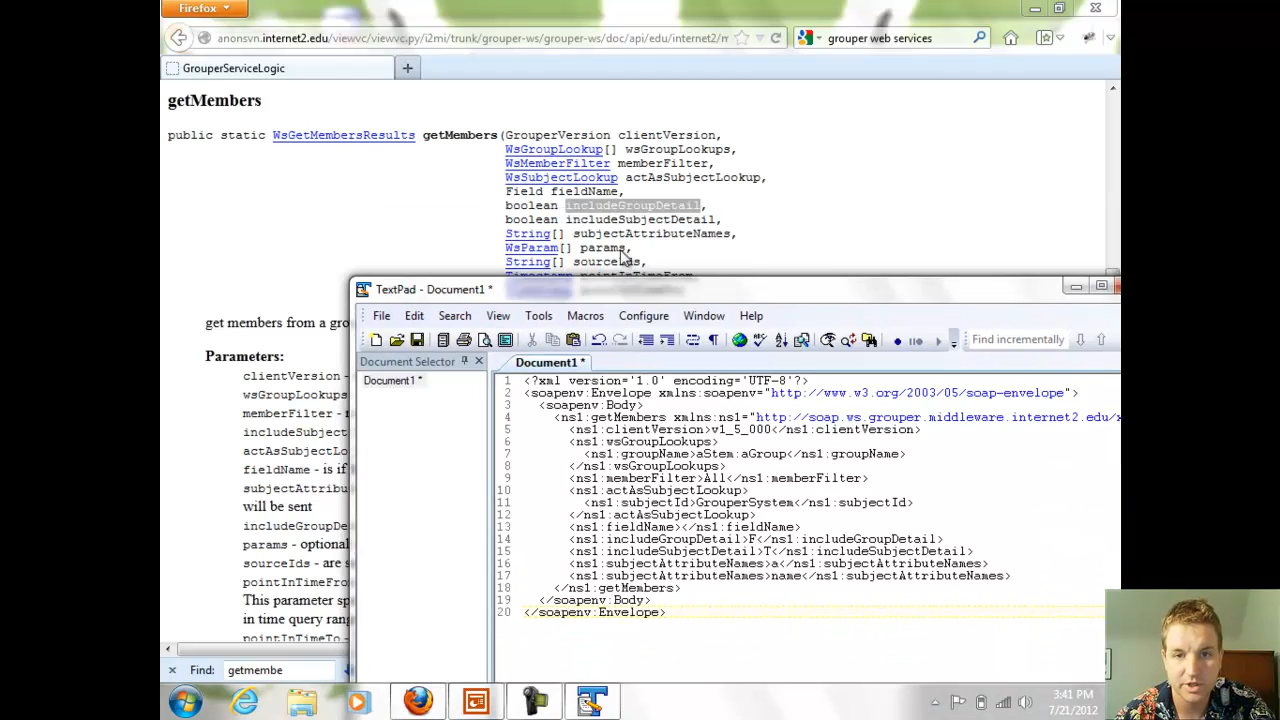 Firefox
anonsvn.internet2.edu/viewvc/viewvc.py/i2mi/trunk/grouper-ws/grouper-ws/doc/api/edu/internet2/m
grouper web services
GrouperServiceLogic
getMembers
public static WsGetMembersResults getMembers(GrouperVersion clientVersion,
WsGroupLookup[] wsGroupLookups,
WsMemberFilter memberFilter,
WsSubjectLookup actAsSubjectLookup,
Field fieldName,
boolean includeGroupDetail,
boolean includeSubjectDetail,
String[] subjectAttributeNames,
WsParam[] params,
String[] sourceIds,
Timestamp pointInTimeFrom
get members from a gro
Parameters:
clientVersion -
wsGroupLookups
memberFilter -
includeSubject
actAsSubjectLo
fieldName - is if
subjectAttribu
will be sent
includeGroupDe
params - optional
sourceIds - are s
pointInTimeFro
This parameter sp
in time query rang
pointInTimeTo -
Find: getmembe
TextPad - Document1 *
File Edit Search View Tools Macros Configure Window Help
Find incrementally
Document Selector
Document1 *
Document1 *
1 <?xml version='1.0' encoding='UTF-8'?>
2 <soapenv:Envelope xmlns:soapenv="http://www.w3.org/2003/05/soap-envelope">
3 <soapenv:Body>
4 <ns1:getMembers xmlns:ns1="http://soap.ws.grouper.middleware.internet2.edu/x
5 <ns1:clientVersion>v1_5_000</ns1:clientVersion>
6 <ns1:wsGroupLookups>
7 <ns1:groupName>aStem:aGroup</ns1:groupName>
8 </ns1:wsGroupLookups>
9 <ns1:memberFilter>All</ns1:memberFilter>
10 <ns1:actAsSubjectLookup>
11 <ns1:subjectId>GrouperSystem</ns1:subjectId>
12 </ns1:actAsSubjectLookup>
13 <ns1:fieldName></ns1:fieldName>
14 <ns1:includeGroupDetail>F</ns1:includeGroupDetail>
15 <ns1:includeSubjectDetail>T</ns1:includeSubjectDetail>
16 <ns1:subjectAttributeNames>a</ns1:subjectAttributeNames>
17 <ns1:subjectAttributeNames>name</ns1:subjectAttributeNames>
18 </ns1:getMembers>
19 </soapenv:Body>
20 </soapenv:Envelope>
3:41 PM
7/21/2012